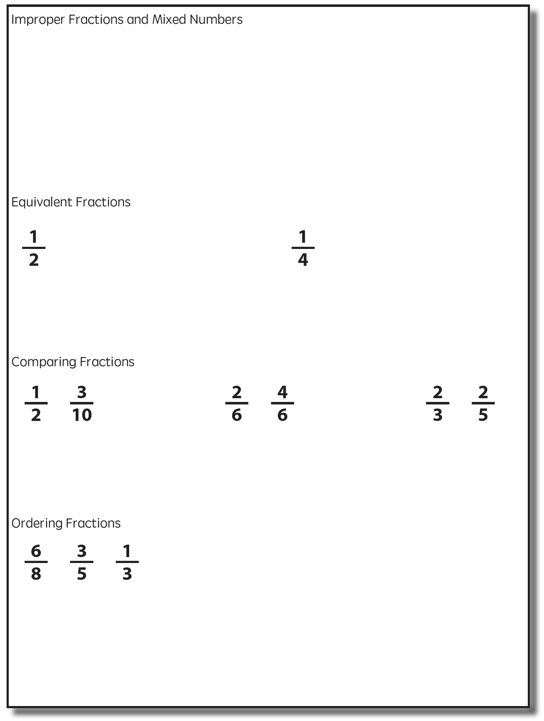 Improper Fractions and Mixed Numbers
Equivalent Fractions
1/2 1/4
Comparing Fractions
1/2 3/10 2/6 4/6 2/3 2/5
Ordering Fractions
6/8 3/5 1/3